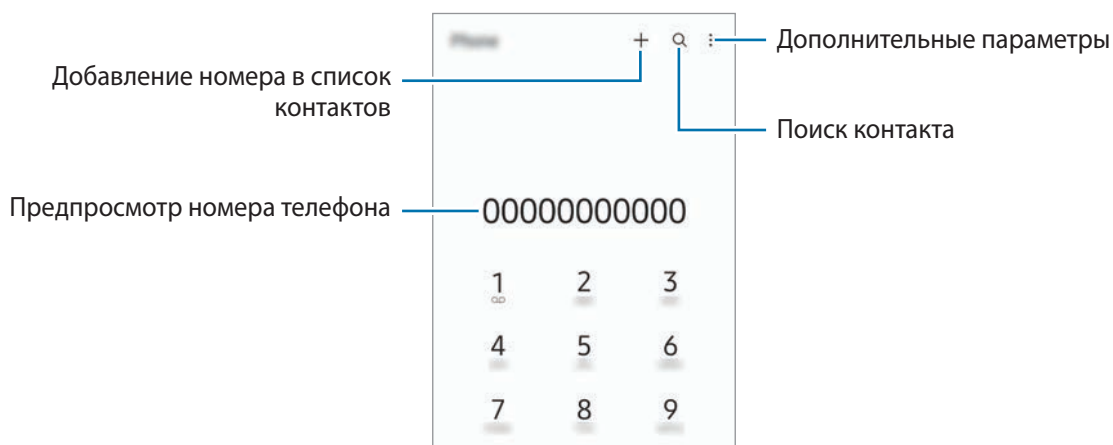 Phone
Дополнительные параметры
Добавление номера в список
контактов
Поиск контакта
Предпросмотр номера телефона
00000000000
1 2 3
4 5 6
7 8 9